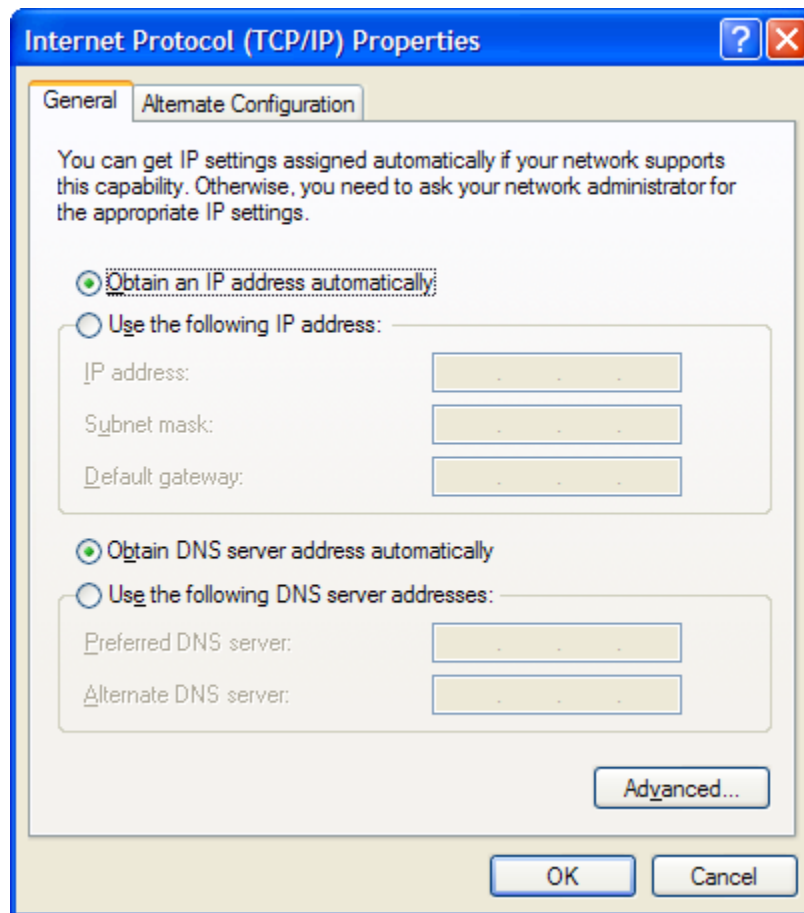 Internet Protocol (TCP/IP) Properties
General
Alternate Configuration
You can get IP settings assigned automatically if your network supports
this capability. Otherwise, you need to ask your network administrator for
the appropriate IP settings.
Obtain an IP address automatically
Use the following IP address:
IP address:
Subnet mask:
Default gateway:
Obtain DNS server address automatically
Use the following DNS server addresses:
Preferred DNS server:
Alternate DNS server:
Advanced...
OK
Cancel